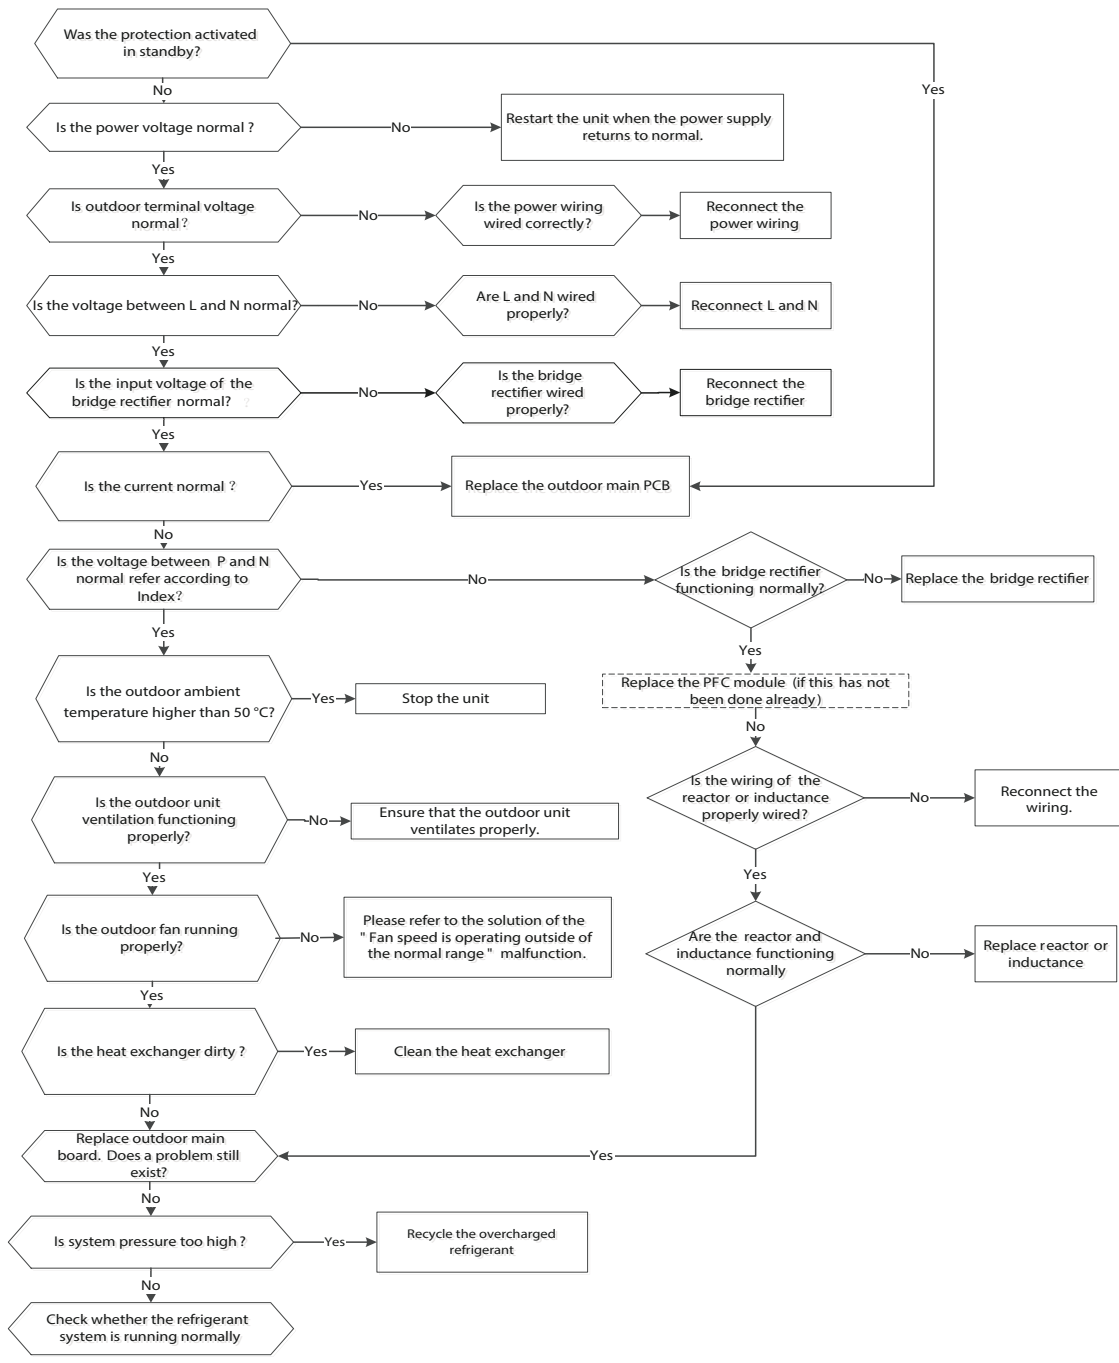 Was the protection activated
in standby?
Yes
No
Is the power voltage normal ?
No
Restart the unit when the power supply
returns to normal.
Yes
Is outdoor terminal voltage
normal?
No
Is the power wiring
wired correctly?
Reconnect the
power wiring
Yes
Is the voltage between L and N normal?
No
Are L and N wired
properly?
Reconnect L and N
Yes
Is the input voltage of the
bridge rectifier normal?
No
Is the bridge
rectifier wired
properly?
Reconnect the
bridge rectifier
Yes
Is the current normal ?
Yes
Replace the outdoor main PCB
No
Is the voltage between P and N
normal refer according to
Index?
No
Is the bridge rectifier
functioning normally?
No
Replace the bridge rectifier
Yes
Yes
Replace the PFC module (if this has not
been done already)
Is the outdoor ambient
temperature higher than 50 °C?
Yes
Stop the unit
No
No
Is the wiring of the
reactor or inductance
properly wired?
No
Reconnect the
wiring.
Is the outdoor unit
ventilation functioning
properly?
No
Ensure that the outdoor unit
ventilates properly.
Yes
Yes
Is the outdoor fan running
properly?
No
Please refer to the solution of the
" Fan speed is operating outside of
the normal range " malfunction.
Are the reactor and
inductance functioning
normally
No
Replace reactor or
inductance
Yes
Is the heat exchanger dirty ?
Yes
Clean the heat exchanger
No
Replace outdoor main
board. Does a problem still
exist?
Yes
No
Is system pressure too high ?
Yes
Recycle the overcharged
refrigerant
No
Check whether the refrigerant
system is running normally